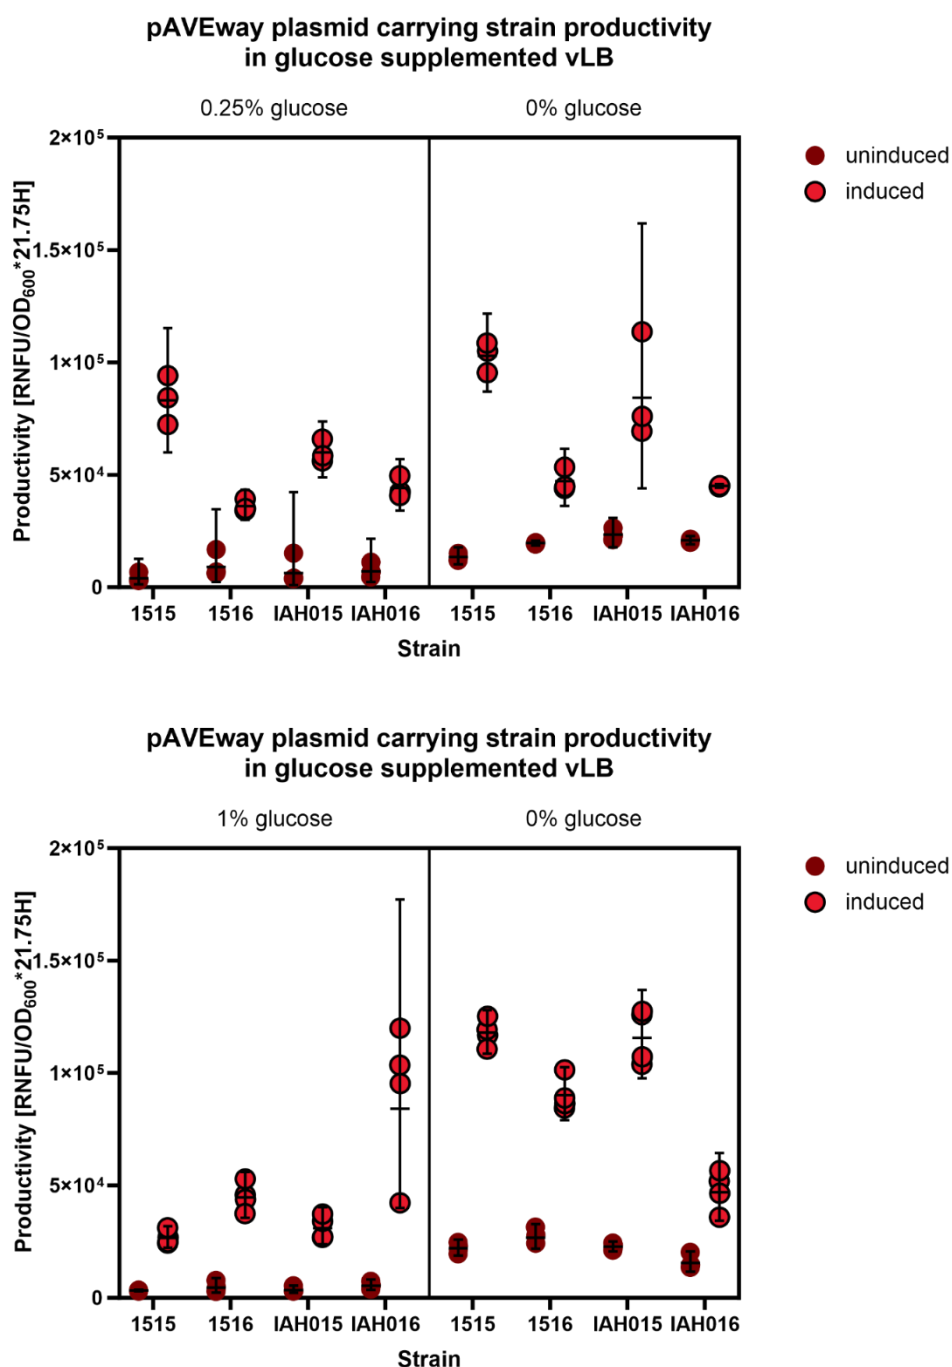 pAVEway plasmid carrying strain productivity
in glucose supplemented vLB
0.25% glucose
0% glucose
2×10⁵
1.5×10⁵
1×10⁵
5×10⁴
0
Productivity [RNFU/OD₆₀₀*21.75H]
uninduced
induced
1515 1516 IAH015 IAH016 1515 1516 IAH015 IAH016
Strain
pAVEway plasmid carrying strain productivity
in glucose supplemented vLB
1% glucose
0% glucose
2×10⁵
1.5×10⁵
1×10⁵
5×10⁴
0
Productivity [RNFU/OD₆₀₀*21.75H]
uninduced
induced
1515 1516 IAH015 IAH016 1515 1516 IAH015 IAH016
Strain